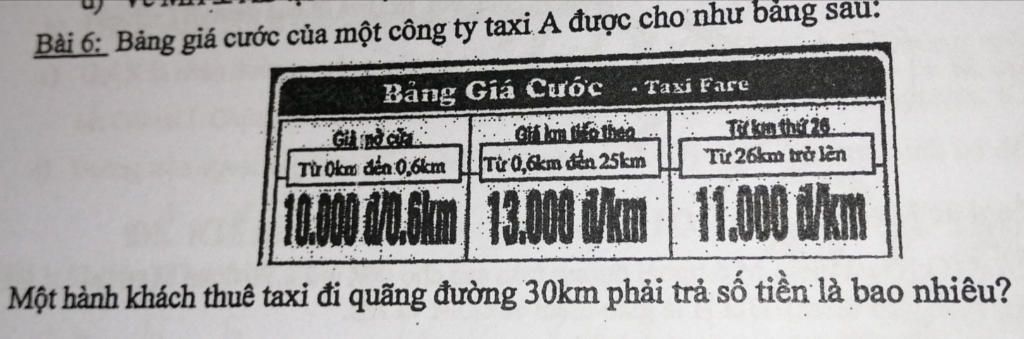 Bài 6: Bảng giá cước của một công ty taxi A được cho như bảng sau:
Bảng Giá Cước - Taxi Fare
Giá mở cửa Giá km tiếp theo Từ km thứ 26
Từ 0km đến 0,6km Từ 0,6km đến 25km Từ 26km trở lên
10.000 đ/0.6km 13.000 đ/km 11.000 đ/km
Một hành khách thuê taxi đi quãng đường 30km phải trả số tiền là bao nhiêu?